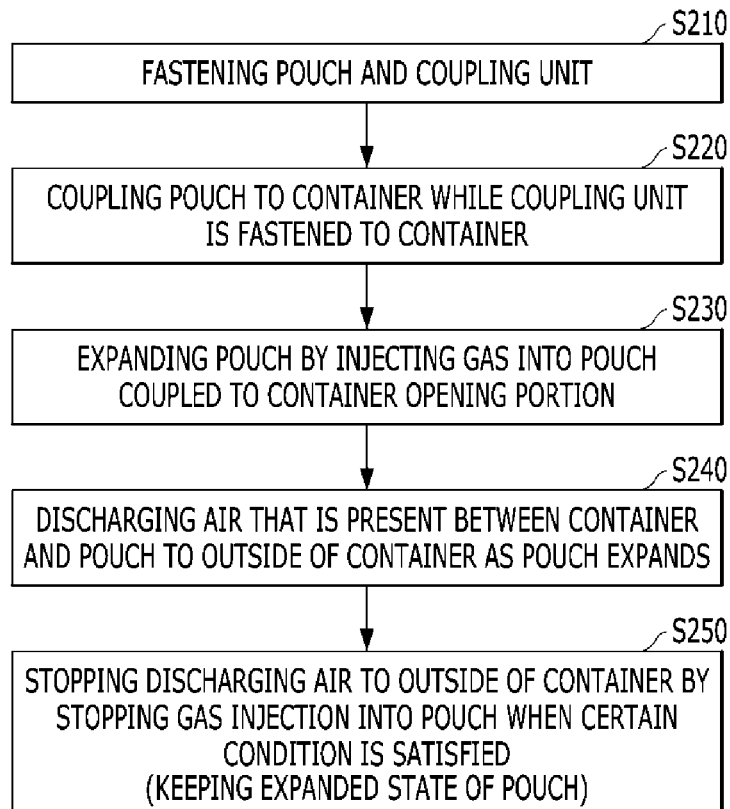 S210
FASTENING POUCH AND COUPLING UNIT
S220
COUPLING POUCH TO CONTAINER WHILE COUPLING UNIT
IS FASTENED TO CONTAINER
S230
EXPANDING POUCH BY INJECTING GAS INTO POUCH
COUPLED TO CONTAINER OPENING PORTION
S240
DISCHARGING AIR THAT IS PRESENT BETWEEN CONTAINER
AND POUCH TO OUTSIDE OF CONTAINER AS POUCH EXPANDS
S250
STOPPING DISCHARGING AIR TO OUTSIDE OF CONTAINER BY
STOPPING GAS INJECTION INTO POUCH WHEN CERTAIN
CONDITION IS SATISFIED
(KEEPING EXPANDED STATE OF POUCH)